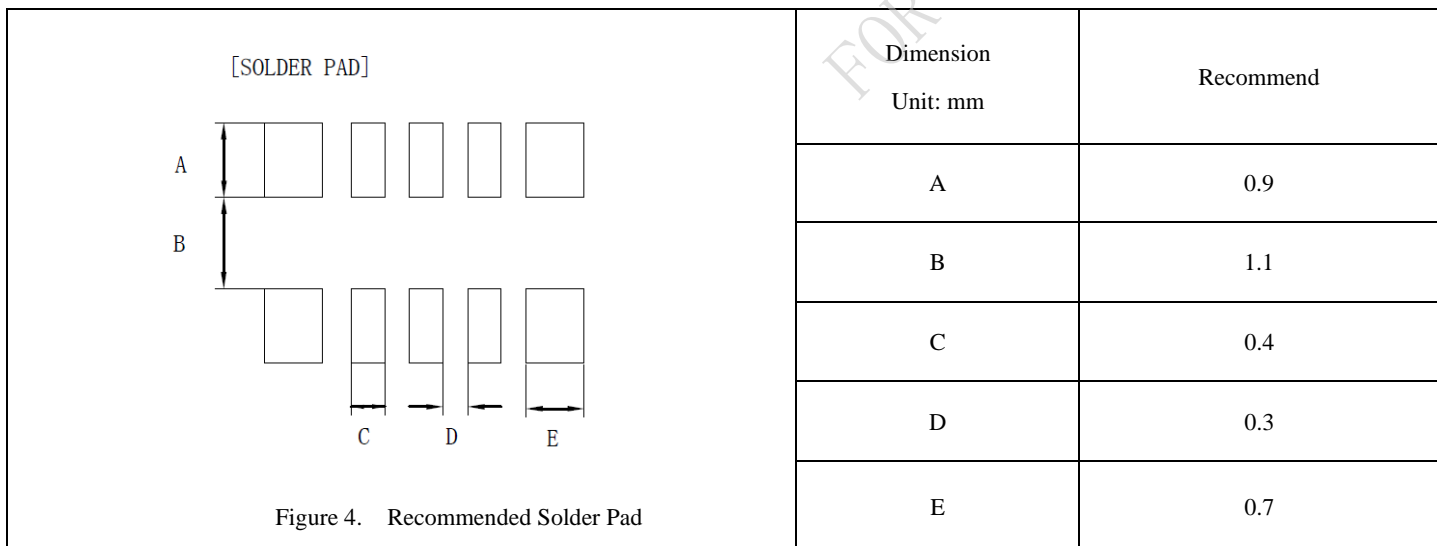 [SOLDER PAD]
A
B
C D E
Figure 4. Recommended Solder Pad
Dimension
Unit: mm
Recommend
A 0.9
B 1.1
C 0.4
D 0.3
E 0.7
FOR